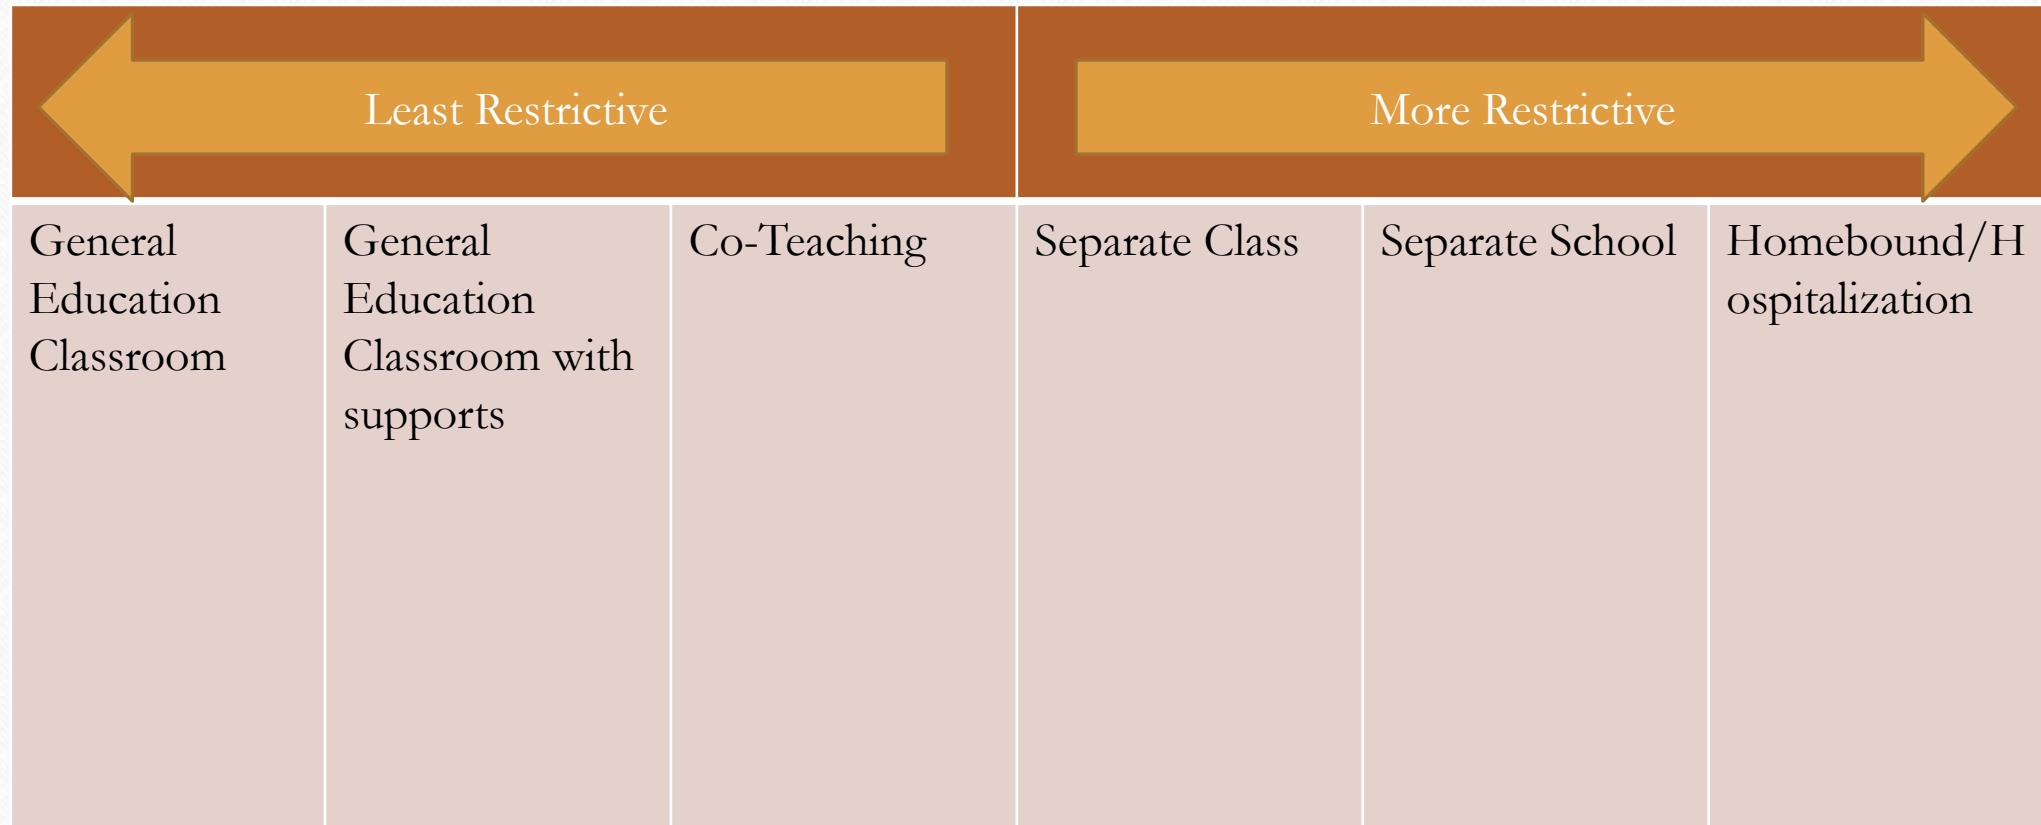 Least Restrictive
More Restrictive
General
Education
Classroom
General
Education
Classroom with
supports
Co-Teaching
Separate Class
Separate School
Homebound/H
ospitalization